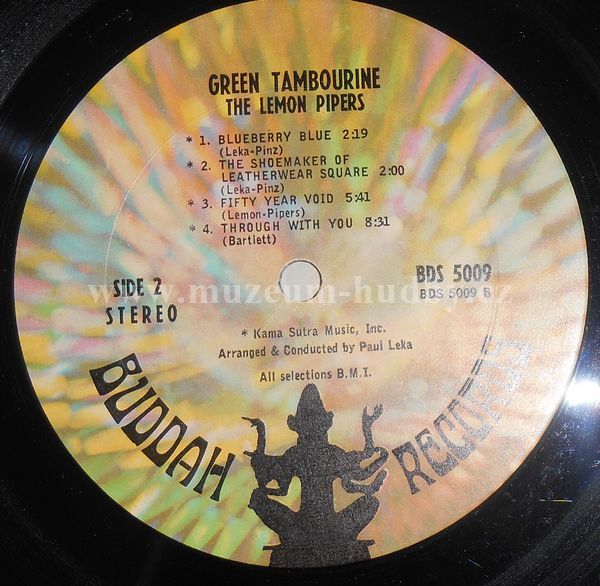 GREEN TAMBOURINE
THE LEMON PIPERS
* 1. BLUEBERRY BLUE 2:19
(Leka-Pinz)
* 2. THE SHOEMAKER OF
LEATHERWEAR SQUARE 2:00
(Leka-Pinz)
* 3. FIFTY YEAR VOID 5:41
(Lemon-Pipers)
* 4. THROUGH WITH YOU 8:31
(Bartlett)
SIDE 2
STEREO
BDS 5009
BDS 5009 B
www.muzeum-hudby.cz
* Kama Sutra Music, Inc.
Arranged & Conducted by Paul Leka
All selections B.M.I.
BUDDAH RECORDS